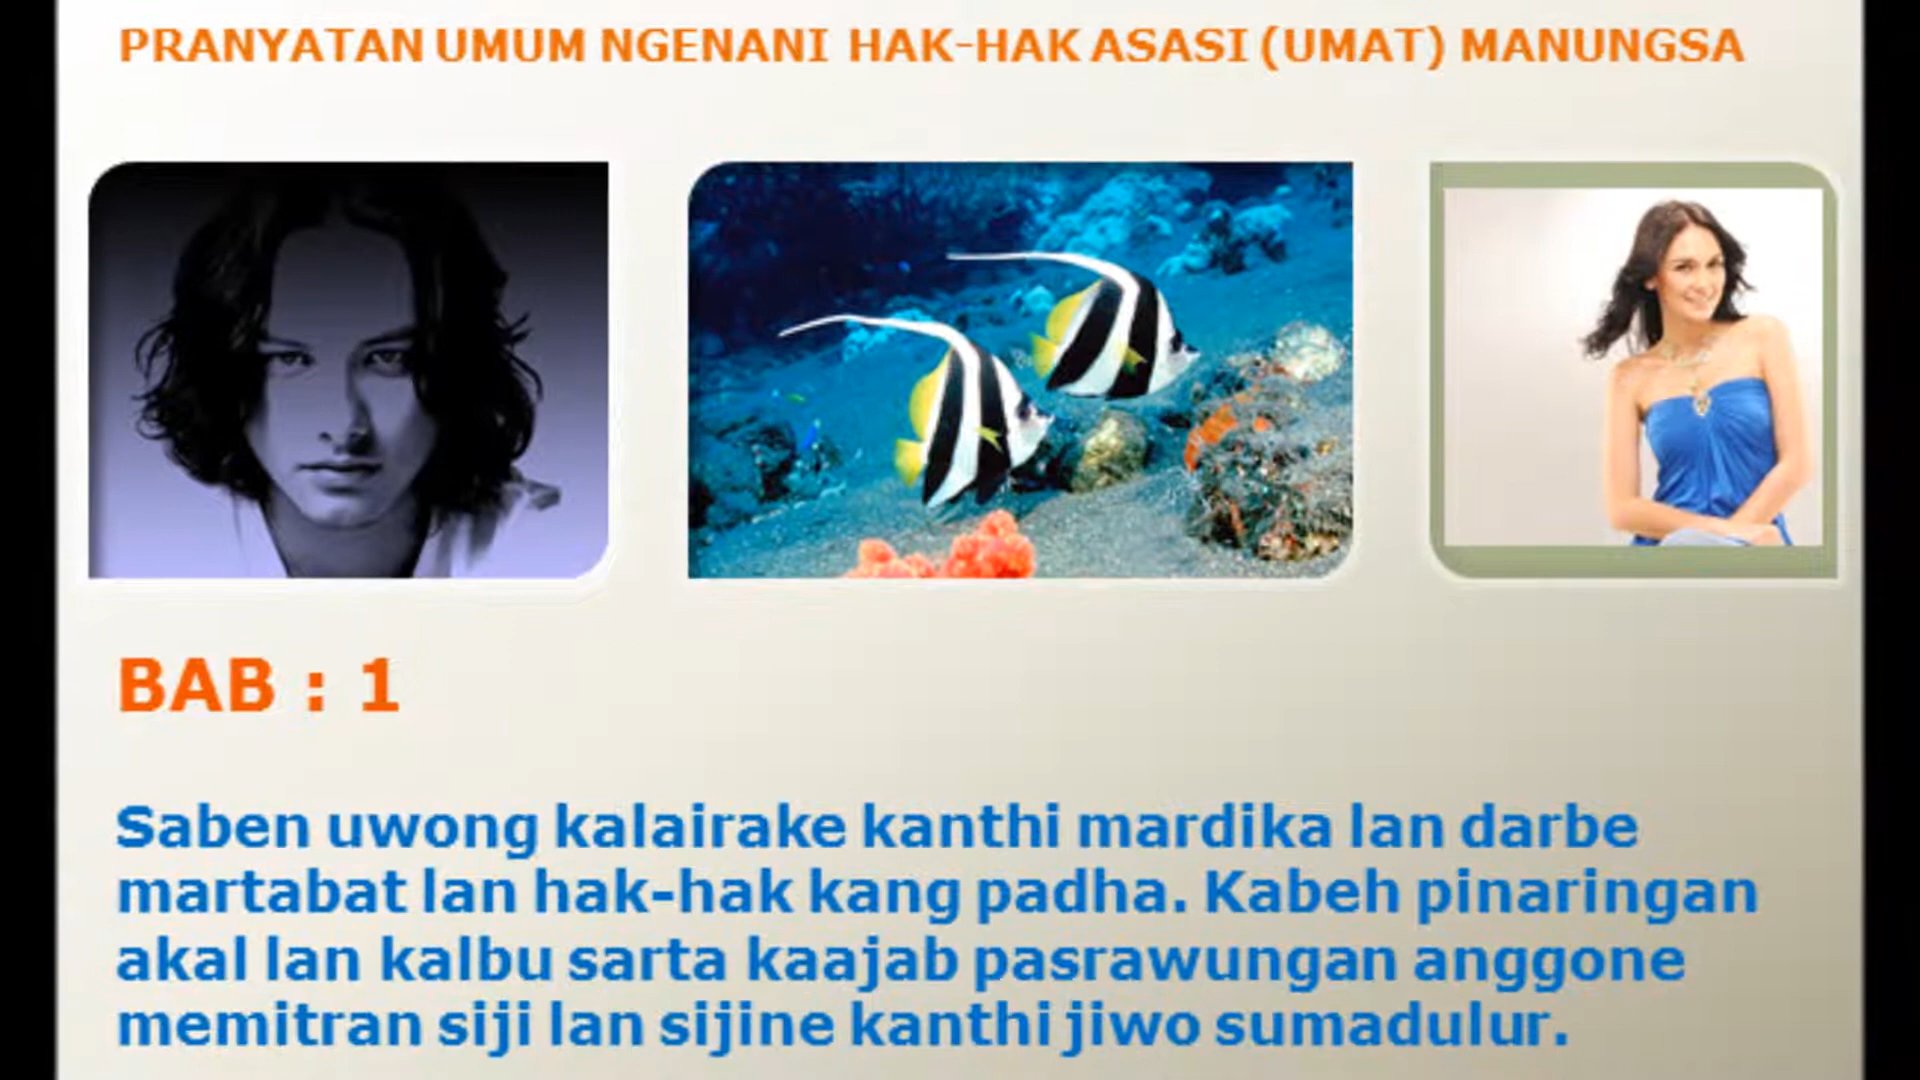 PRANYATAN UMUM NGENANI HAK-HAK ASASI (UMAT) MANUNGSA
BAB : 1
Saben uwong kalairake kanthi mardika lan darbe
martabat lan hak-hak kang padha. Kabeh pinaringan
akal lan kalbu sarta kaajab pasrawungan anggone
memitran siji lan sijine kanthi jiwo sumadulur.